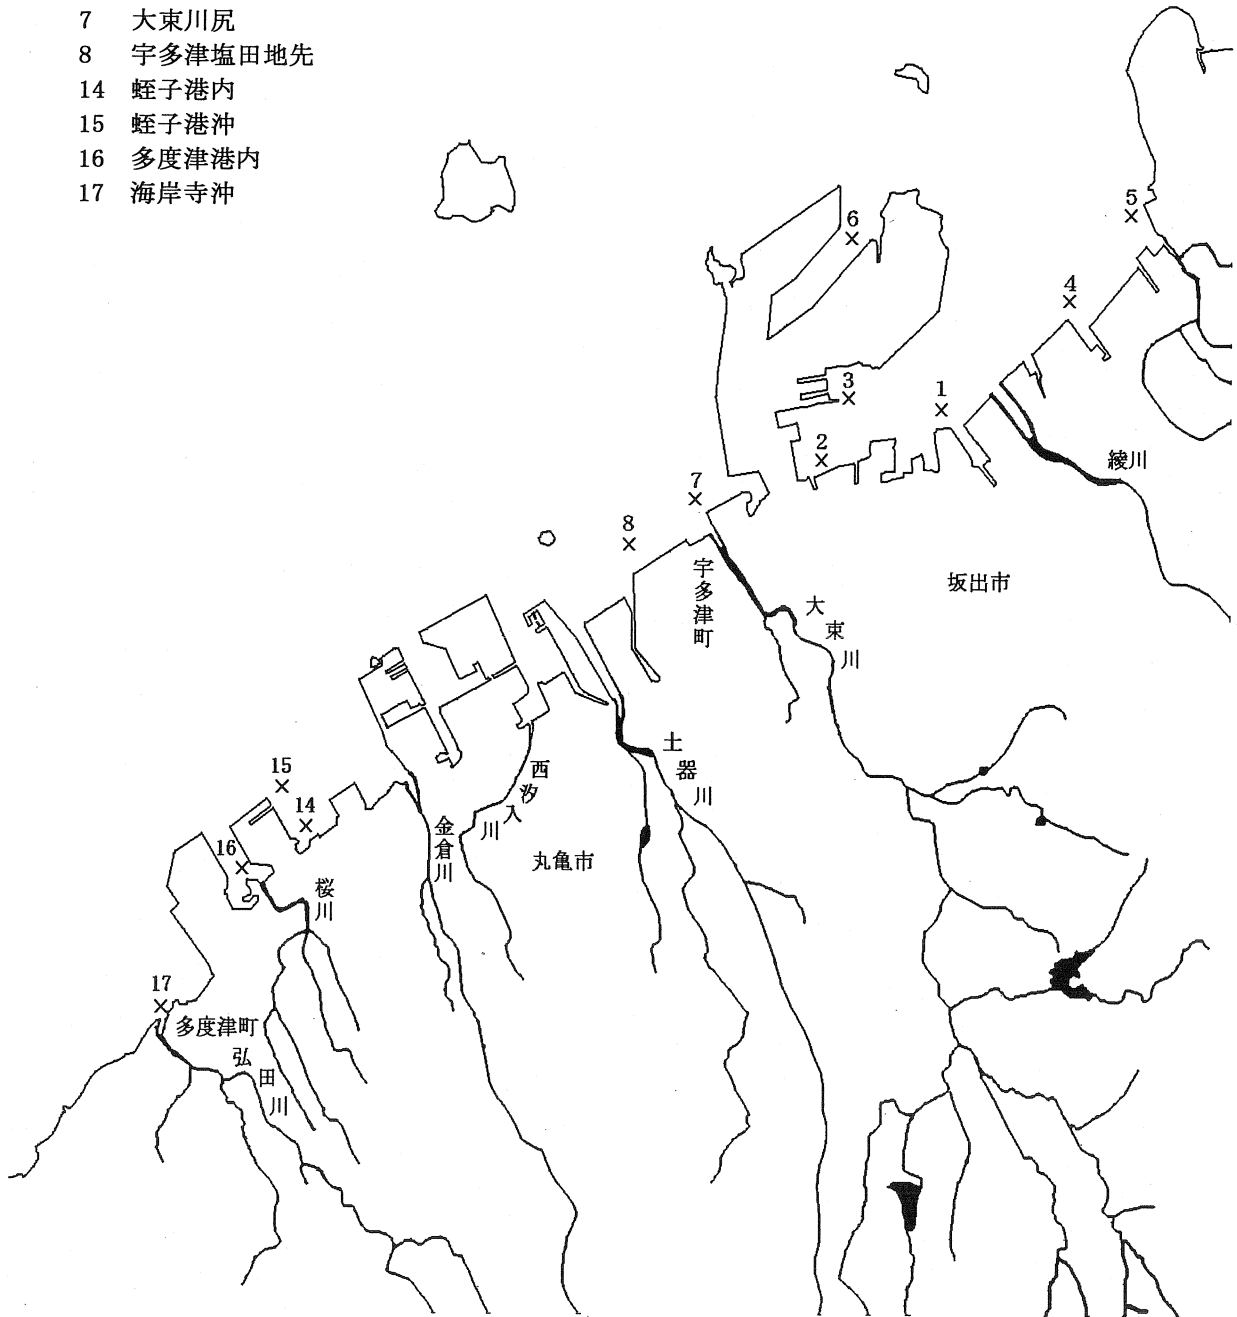 7 大束川尻
8 宇多津塩田地先
14 蛭子港内
15 蛭子港沖
16 多度津港内
17 海岸寺沖
5
6
4
3
1
2
綾川
7
8
宇多津町
坂出市
大束川
土器川
西汐入川
15
14
金倉川
丸亀市
16
桜川
17
多度津町
弘田川